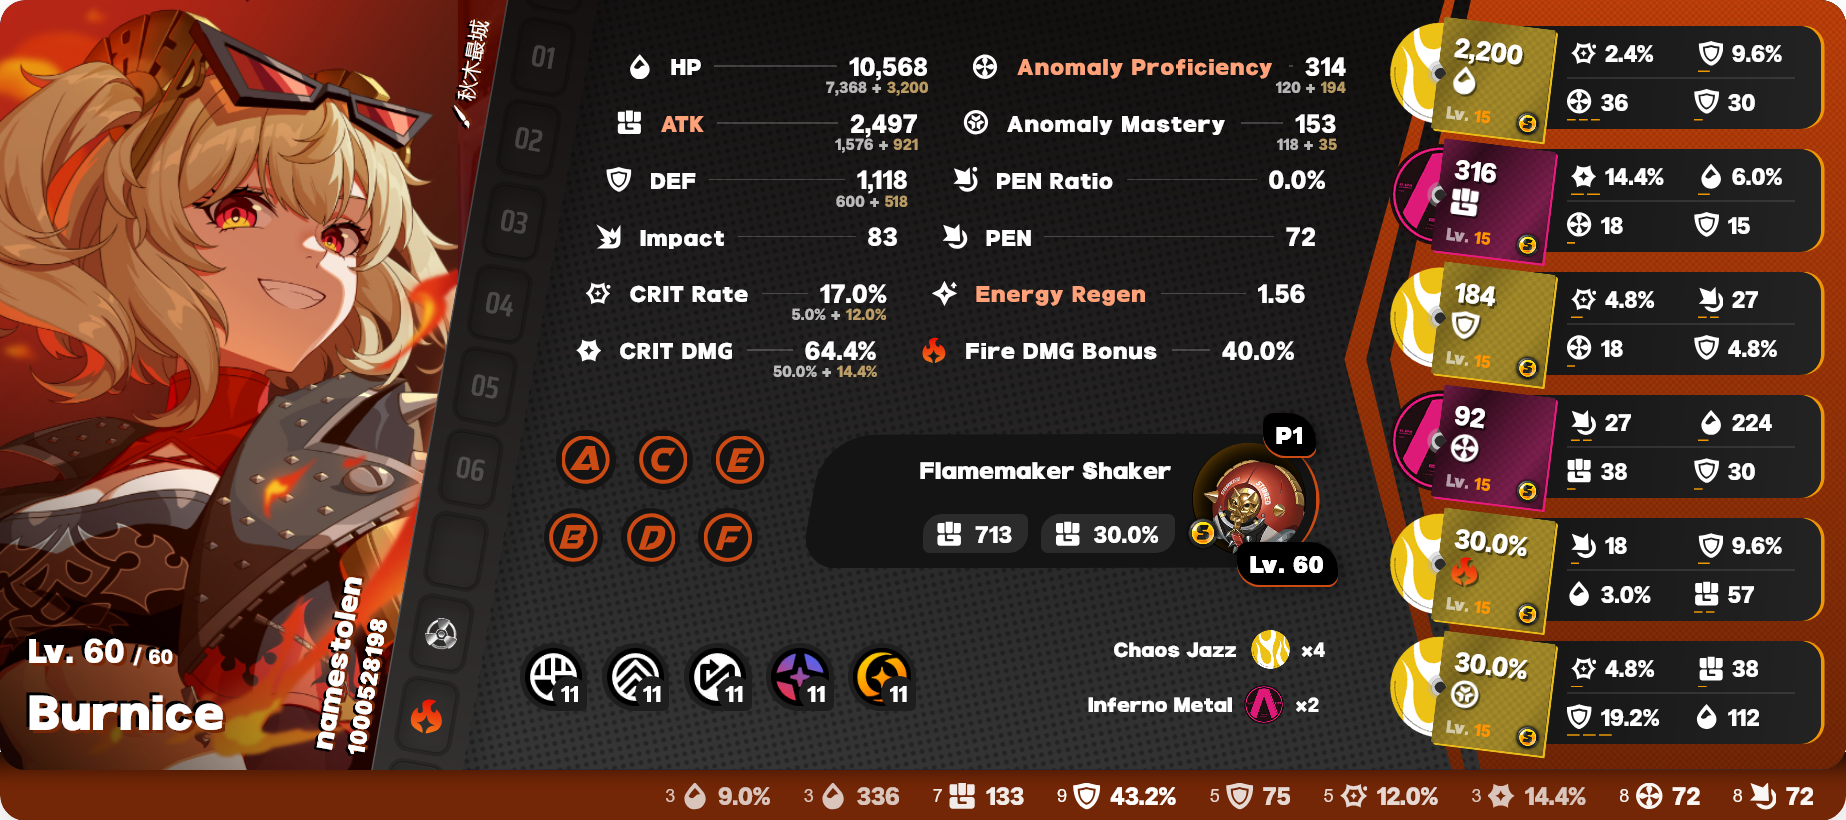 秋木最城
01
02
03
04
05
06
Lv. 60 / 60
Burnice
namestolen
1000528198
HP 10,568
7,368 + 3,200
ATK 2,497
1,576 + 921
DEF 1,118
600 + 518
Impact 83
CRIT Rate 17.0%
5.0% + 12.0%
CRIT DMG 64.4%
50.0% + 14.4%
Anomaly Proficiency 314
120 + 194
Anomaly Mastery 153
118 + 35
PEN Ratio 0.0%
PEN 72
Energy Regen 1.56
Fire DMG Bonus 40.0%
A C E
B D F
P1
Flamemaker Shaker
713 30.0%
S
Lv. 60
11 11 11 11 11
Chaos Jazz ×4
Inferno Metal ×2
2,200
Lv. 15 S
2.4% 9.6%
36 30
316
Lv. 15 S
14.4% 6.0%
18 15
184
Lv. 15 S
4.8% 27
18 4.8%
92
Lv. 15 S
27 224
38 30
30.0%
Lv. 15 S
18 9.6%
3.0% 57
30.0%
Lv. 15 S
4.8% 38
19.2% 112
3 9.0% 3 336 7 133 9 43.2% 5 75 5 12.0% 3 14.4% 8 72 8 72